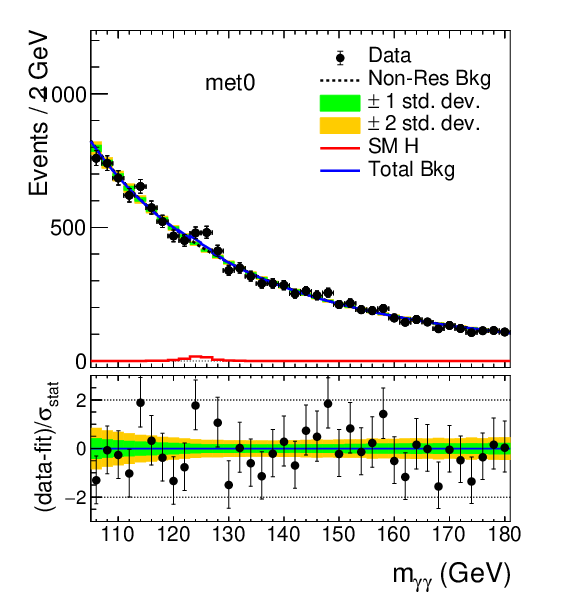 Events / 2 GeV
met0
Data
Non-Res Bkg
± 1 std. dev.
± 2 std. dev.
SM H
Total Bkg
1000
500
0
(data-fit)/σstat
2
0
−2
110 120 130 140 150 160 170 180
mγγ (GeV)